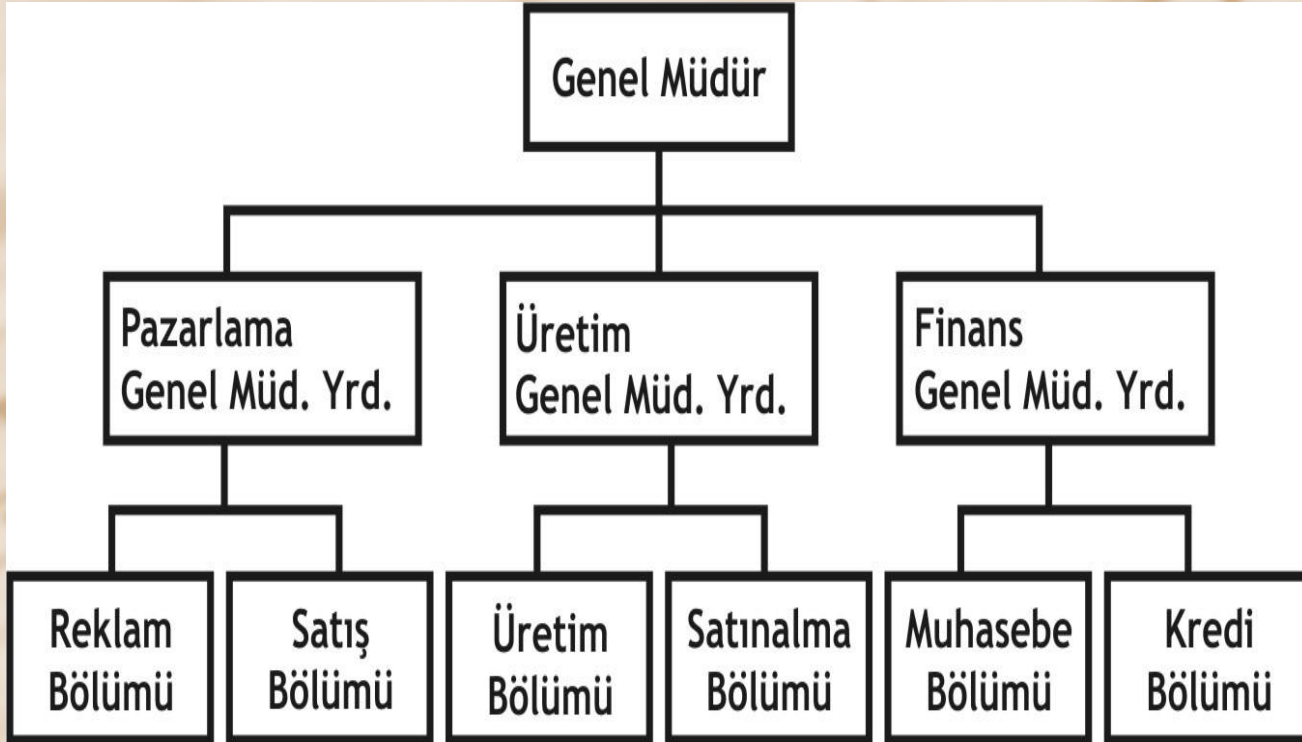 Genel Müdür
Pazarlama
Genel Müd. Yrd.
Üretim
Genel Müd. Yrd.
Finans
Genel Müd. Yrd.
Reklam
Bölümü
Satış
Bölümü
Üretim
Bölümü
Satınalma
Bölümü
Muhasebe
Bölümü
Kredi
Bölümü